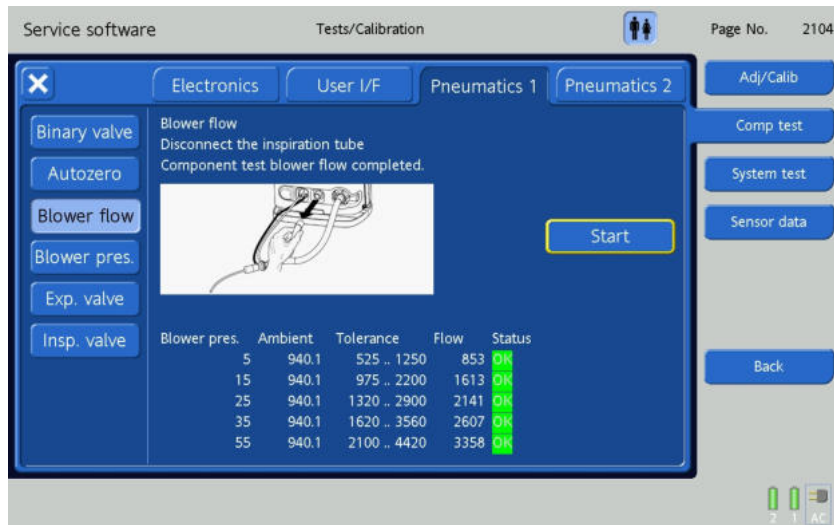 Service software
Tests/Calibration
Page No. 2104
Electronics
User I/F
Pneumatics 1
Pneumatics 2
Adj/Calib
Comp test
System test
Sensor data
Back
Binary valve
Autozero
Blower flow
Blower pres.
Exp. valve
Insp. valve
Blower flow
Disconnect the inspiration tube
Component test blower flow completed.
Start
Blower pres. Ambient Tolerance Flow Status
5 940.1 525 .. 1250 853 OK
15 940.1 975 .. 2200 1613 OK
25 940.1 1320 .. 2900 2141 OK
35 940.1 1620 .. 3560 2607 OK
55 940.1 2100 .. 4420 3358 OK
2 1 AC